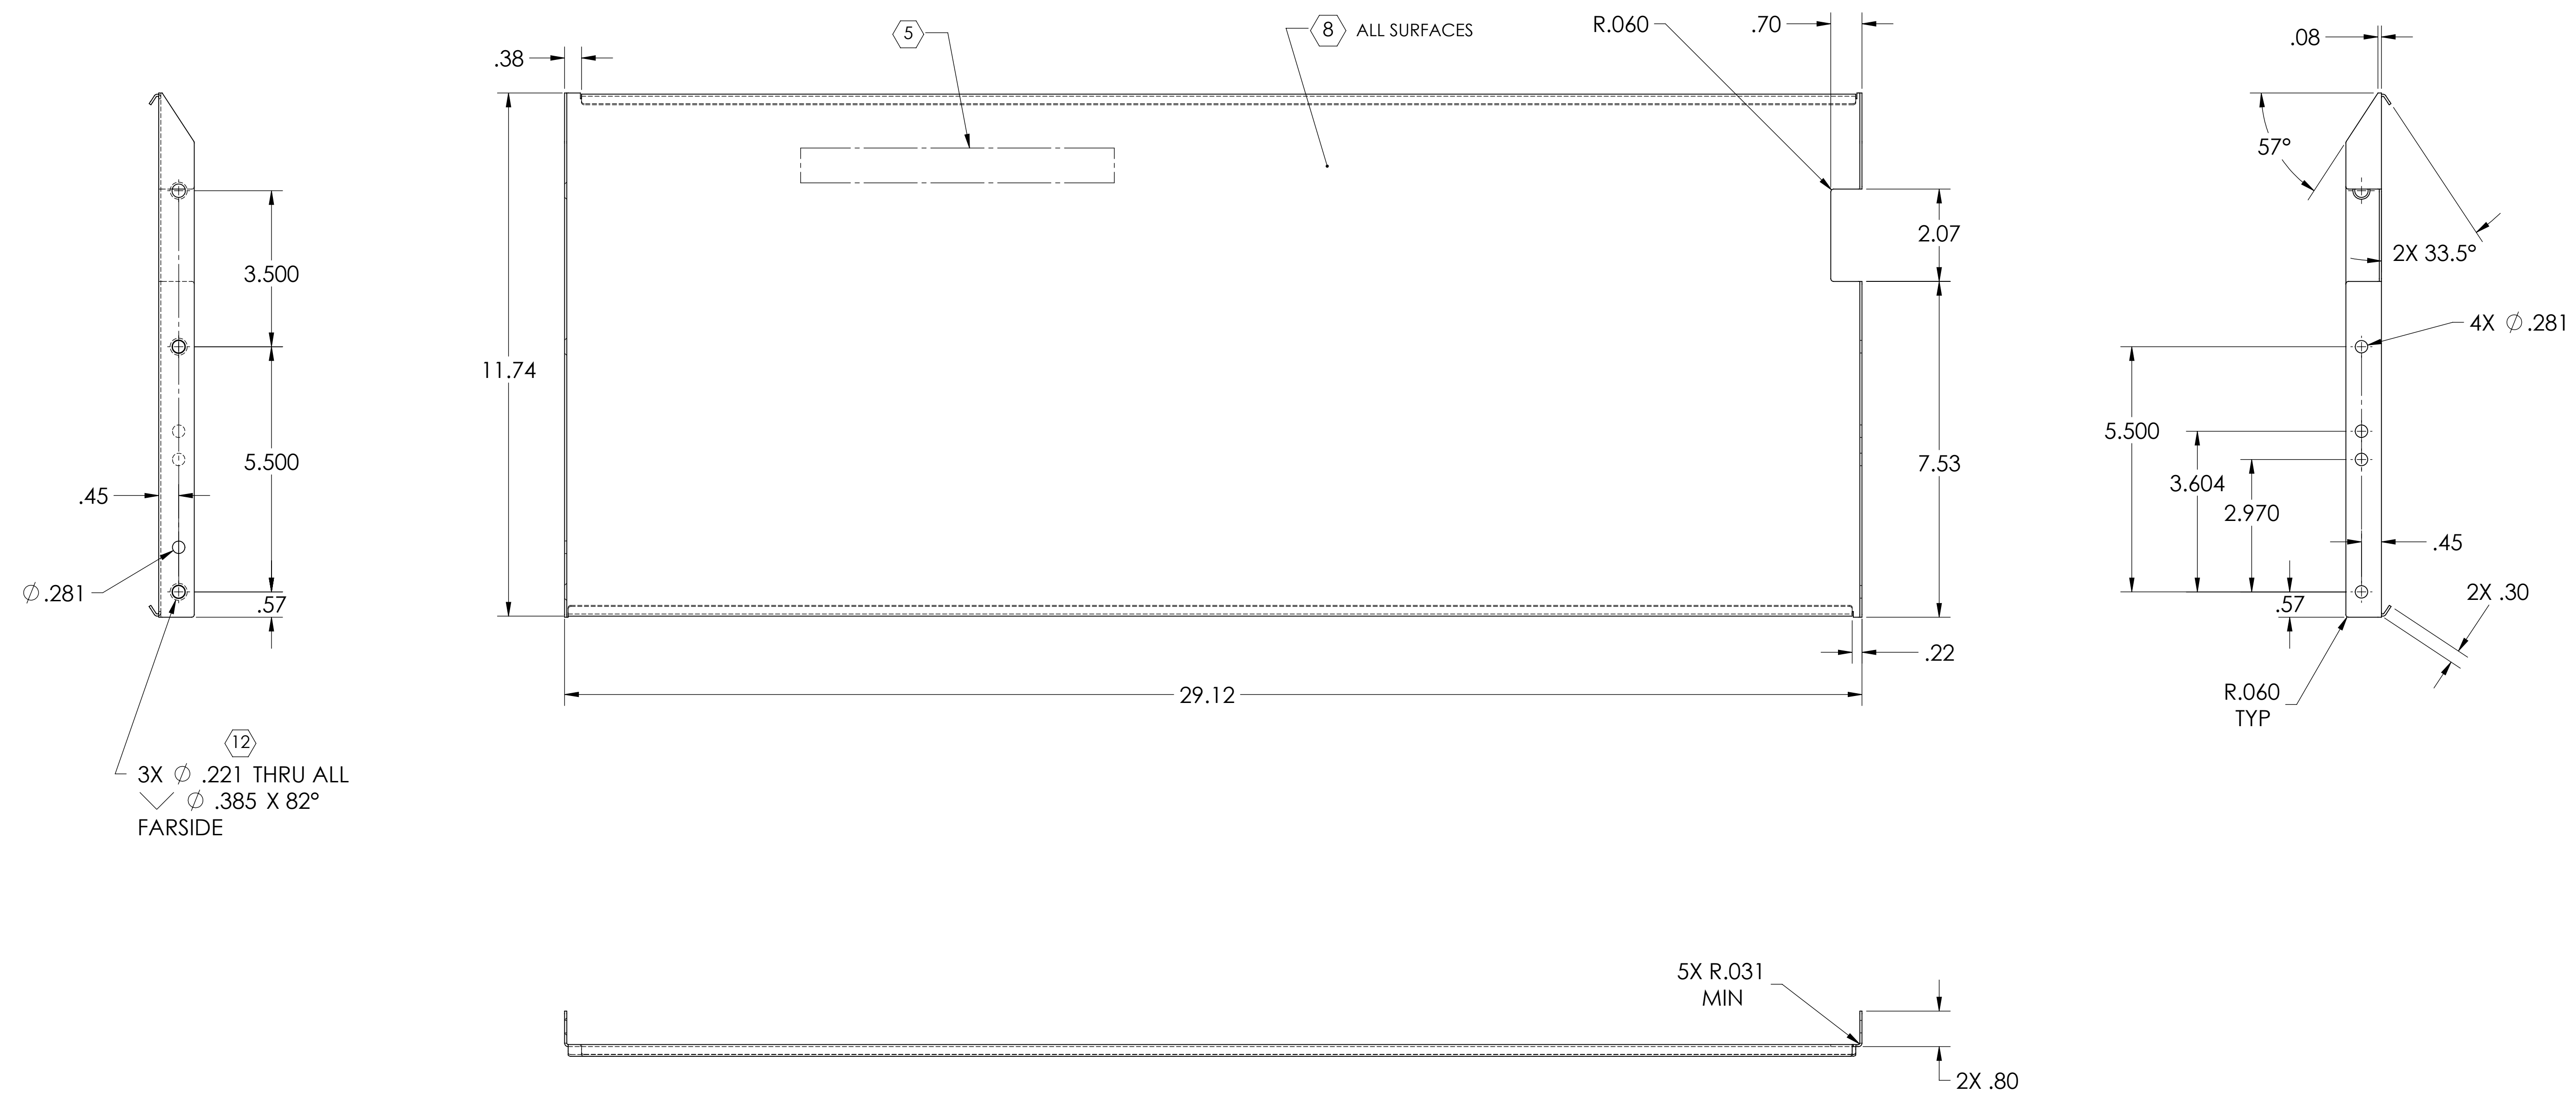 .38
5
8 ALL SURFACES
R.060
.70
.08
57°
2X 33.5°
3.500
11.74
2.07
7.53
4X ∅ .281
5.500
3.604
2.970
.45
.57
2X .30
R.060
TYP
5.500
.45
∅ .281
.57
.22
29.12
12
3X ∅ .221 THRU ALL
⌵ ∅ .385 X 82°
FARSIDE
5X R.031
MIN
2X .80